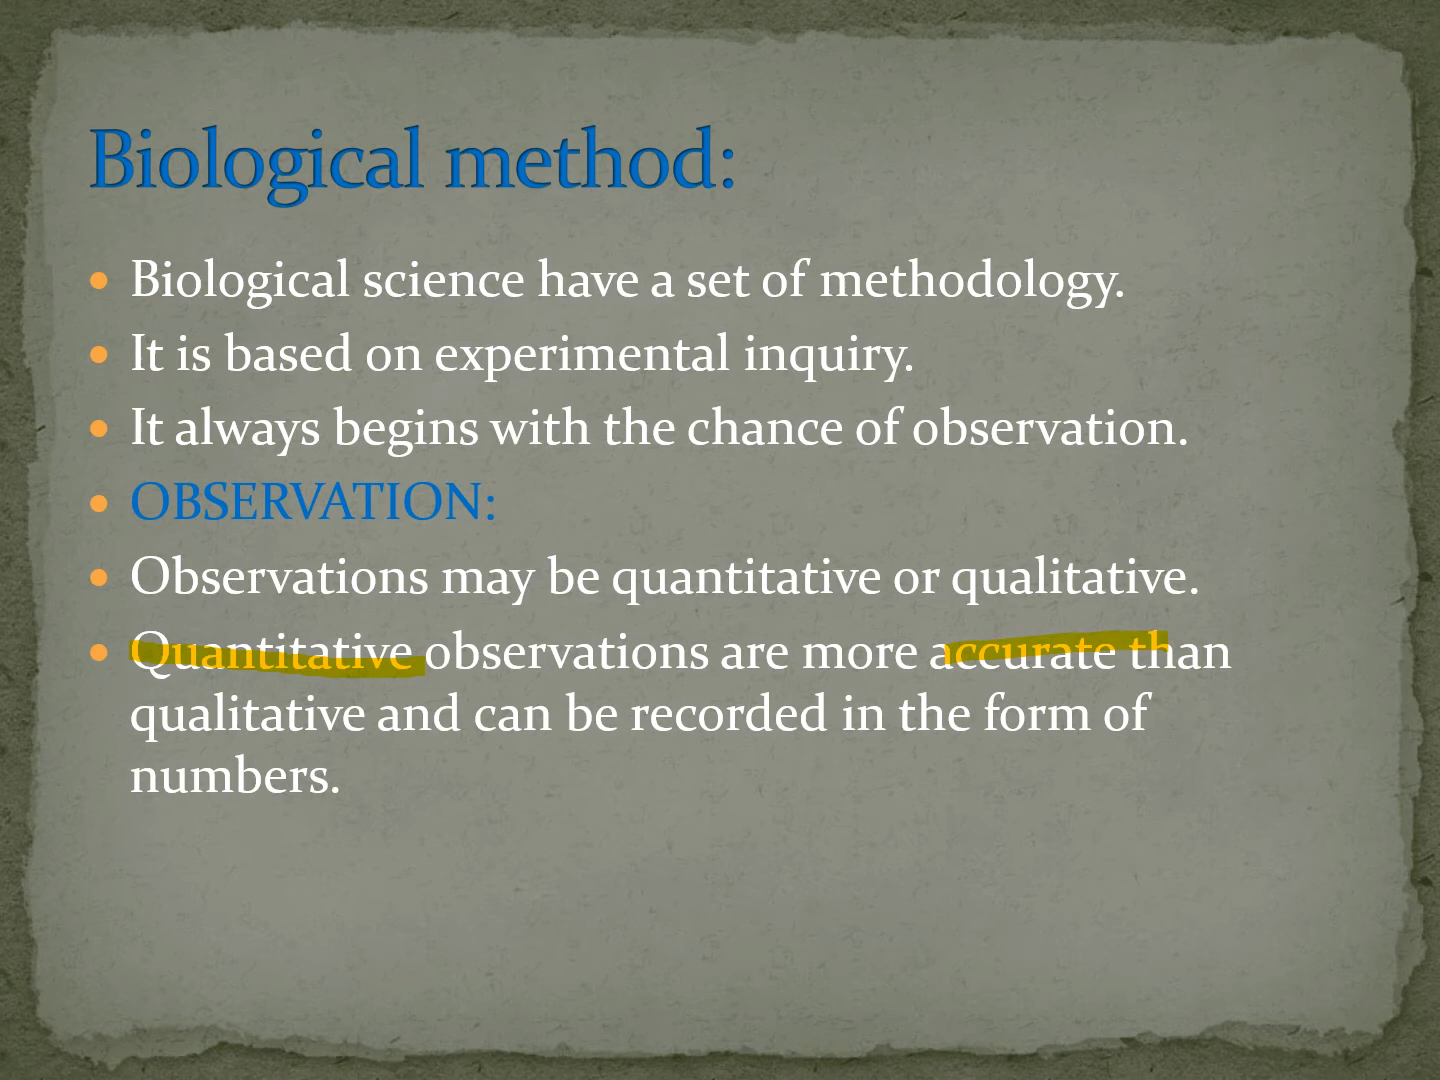 Biological method:
• Biological science have a set of methodology.
• It is based on experimental inquiry.
• It always begins with the chance of observation.
• OBSERVATION:
• Observations may be quantitative or qualitative.
• Quantitative observations are more accurate than
qualitative and can be recorded in the form of
numbers.